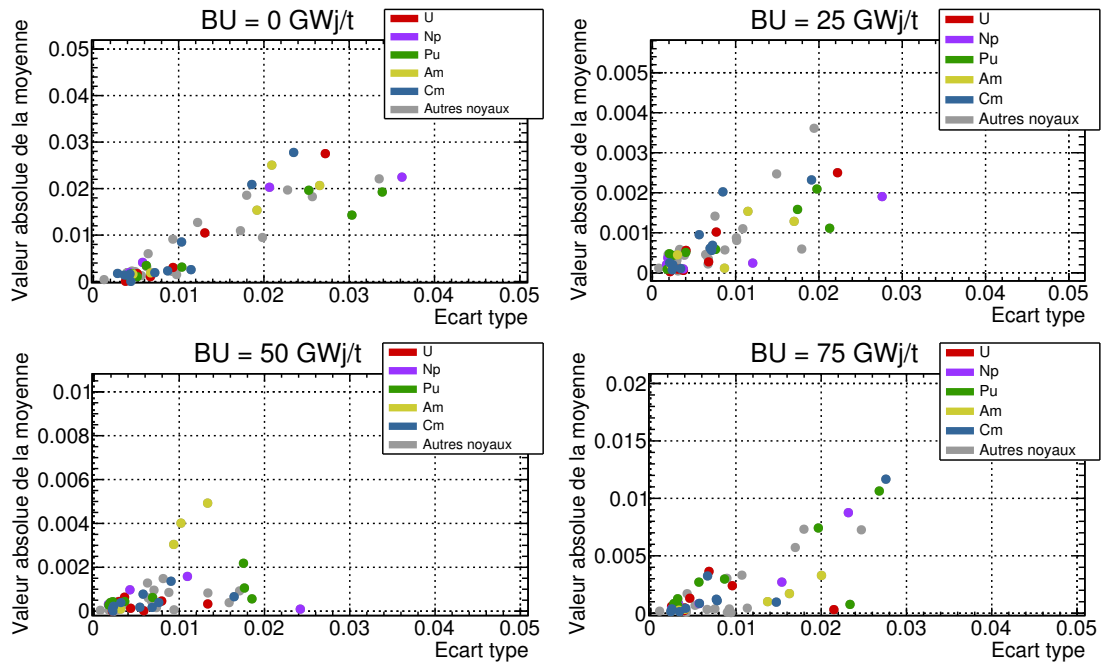 BU = 0 GWj/t
Valeur absolue de la moyenne
0.05
0.04
0.03
0.02
0.01
0
0 0.01 0.02 0.03 0.04 0.05
Ecart type
U
Np
Pu
Am
Cm
Autres noyaux
BU = 25 GWj/t
Valeur absolue de la moyenne
0.005
0.004
0.003
0.002
0.001
0
0 0.01 0.02 0.03 0.04 0.05
Ecart type
U
Np
Pu
Am
Cm
Autres noyaux
BU = 50 GWj/t
Valeur absolue de la moyenne
0.01
0.008
0.006
0.004
0.002
0
0 0.01 0.02 0.03 0.04 0.05
Ecart type
U
Np
Pu
Am
Cm
Autres noyaux
BU = 75 GWj/t
Valeur absolue de la moyenne
0.02
0.015
0.01
0.005
0
0 0.01 0.02 0.03 0.04 0.05
Ecart type
U
Np
Pu
Am
Cm
Autres noyaux